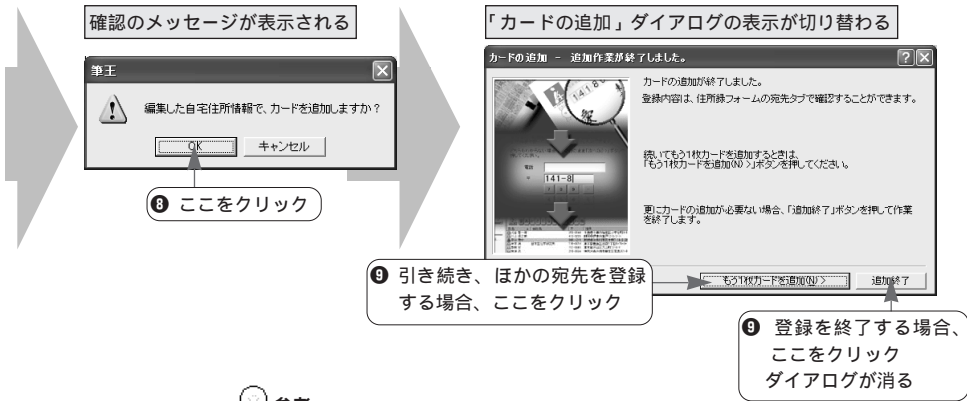 確認のメッセージが表示される
「カードの追加」ダイアログの表示が切り替わる
筆王
編集した自宅住所情報で、カードを追加しますか?
OK
キャンセル
❽ ここをクリック
カードの追加 - 追加作業が終了しました。
カードの追加が終了しました。
登録内容は、住所録フォームの宛先タブで確認することができます。
続いてもう1枚カードを追加するときは、
「もう1枚カードを追加(N) >」ボタンを押してください。
更にカードの追加が必要ない場合、「追加終了」ボタンを押して作業
を終了します。
141-8
もう1枚カードを追加(N) >
追加終了
❾ 引き続き、ほかの宛先を登録
する場合、ここをクリック
❾ 登録を終了する場合、
ここをクリック
ダイアログが消る